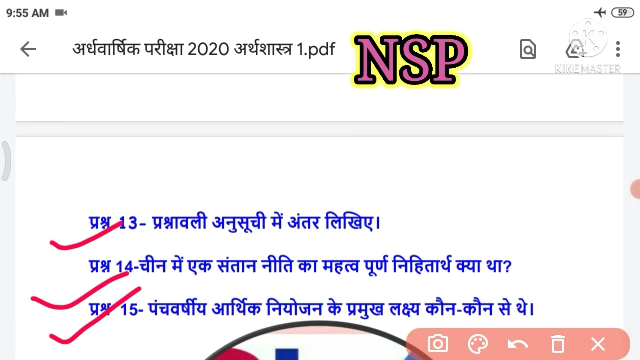 9:55 AM
59
अर्धवार्षिक परीक्षा 2020 अर्थशास्त्र 1.pdf
NSP
KINEMASTER
प्रश्न 13- प्रश्नावली अनुसूची में अंतर लिखिए।
प्रश्न 14-चीन में एक संतान नीति का महत्व पूर्ण निहितार्थ क्या था?
प्रश्न 15- पंचवर्षीय आर्थिक नियोजन के प्रमुख लक्ष्य कौन-कौन से थे।